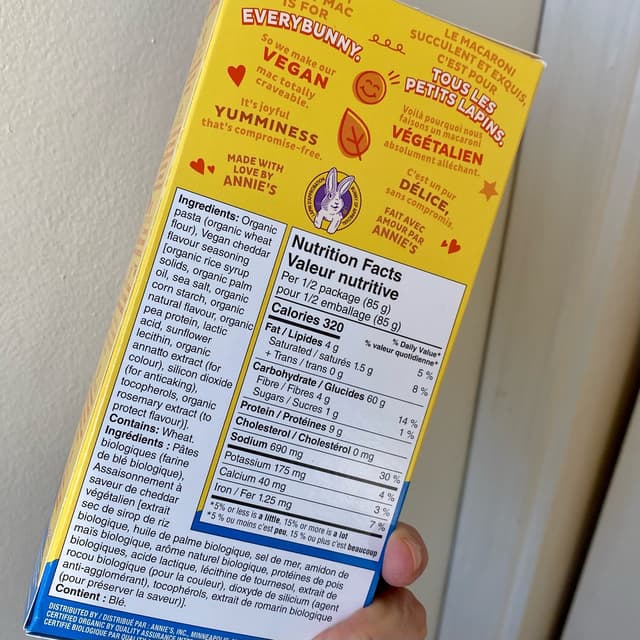 MAC
IS FOR
EVERYBUNNY.
So we make our
VEGAN
mac totally
craveable.
It's joyful
YUMMINESS
that's compromise-free.
MADE WITH
LOVE BY
ANNIE'S
LE MACARONI
SUCCULENT ET EXQUIS,
C'EST POUR
TOUS LES
PETITS LAPINS.
Voilà pourquoi nous
faisons un macaroni
VÉGÉTALIEN
absolument alléchant.
C'est un pur
DÉLICE,
sans compromis.
FAIT AVEC
AMOUR PAR
ANNIE'S
Ingredients: Organic
pasta (organic wheat
flour), Vegan cheddar
flavour seasoning
[organic rice syrup
solids, organic palm
oil, sea salt, organic
corn starch, organic
natural flavour, organic
pea protein, lactic
acid, sunflower
lecithin, organic
annatto extract (for
colour), silicon dioxide
(for anticaking),
tocopherols, organic
rosemary extract (to
protect flavour)].
Contains: Wheat.
Ingrédients : Pâtes
biologiques (farine
de blé biologique),
Assaisonnement à
saveur de cheddar
végétalien [extrait
sec de sirop de riz
biologique, huile de palme biologique, sel de mer, amidon de
maïs biologique, arôme naturel biologique, protéines de pois
biologiques, acide lactique, lécithine de tournesol, extrait de
rocou biologique (pour la couleur), dioxyde de silicium (agent
anti-agglomérant), tocophérols, extrait de romarin biologique
(pour préserver la saveur)].
Contient : Blé.
Nutrition Facts
Valeur nutritive
Per 1/2 package (85 g)
pour 1/2 emballage (85 g)
Calories 320
% Daily Value*
% valeur quotidienne*
Fat / Lipides 4 g 5 %
Saturated / saturés 1.5 g
+ Trans / trans 0 g 8 %
Carbohydrate / Glucides 60 g
Fibre / Fibres 4 g 14 %
Sugars / Sucres 1 g 1 %
Protein / Protéines 9 g
Cholesterol / Cholestérol 0 mg
Sodium 690 mg 30 %
Potassium 175 mg 4 %
Calcium 40 mg 3 %
Iron / Fer 1.25 mg 7 %
*5% or less is a little, 15% or more is a lot
*5 % ou moins c'est peu, 15 % ou plus c'est beaucoup
DISTRIBUTED BY / DISTRIBUÉ PAR : ANNIE'S, INC., MINNEAPOLIS
CERTIFIED ORGANIC BY QUALITY ASSURANCE
CERTIFIÉ BIOLOGIQUE PAR